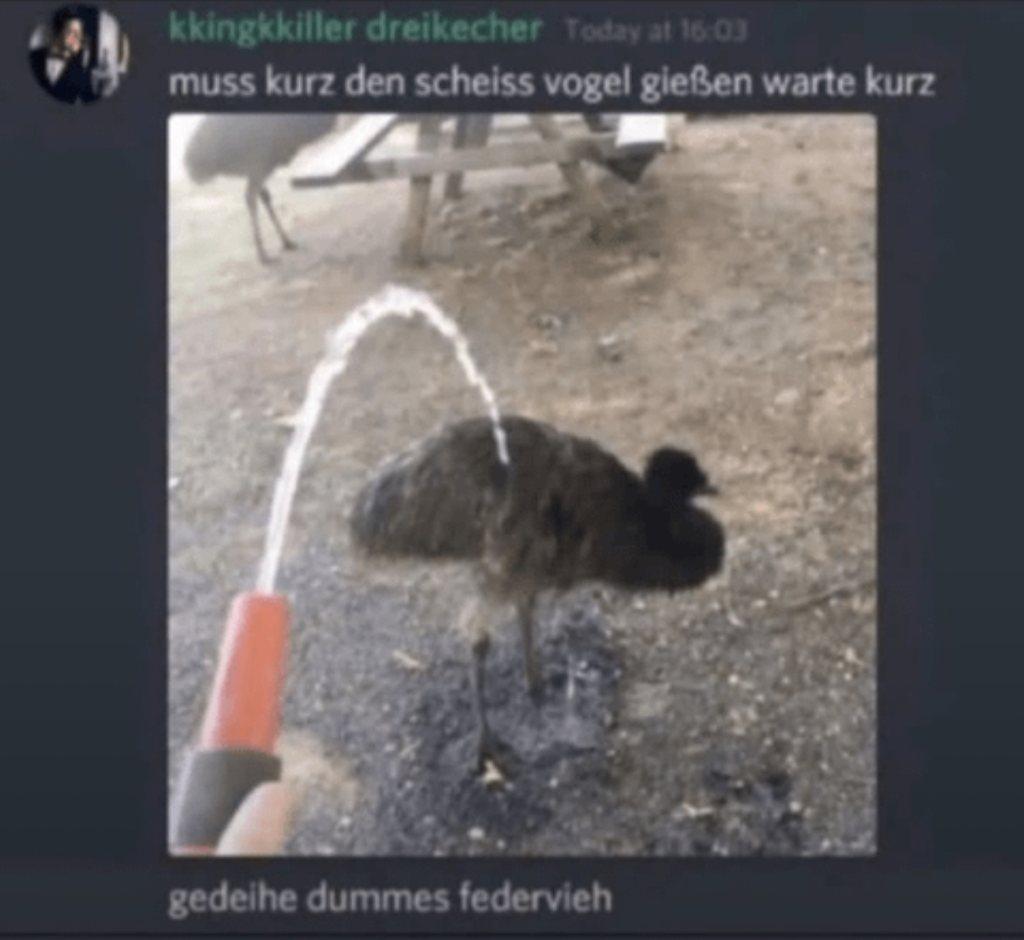 kkingkkiller dreikecher Today at 16:03
muss kurz den scheiss vogel gießen warte kurz
gedeihe dummes federvieh